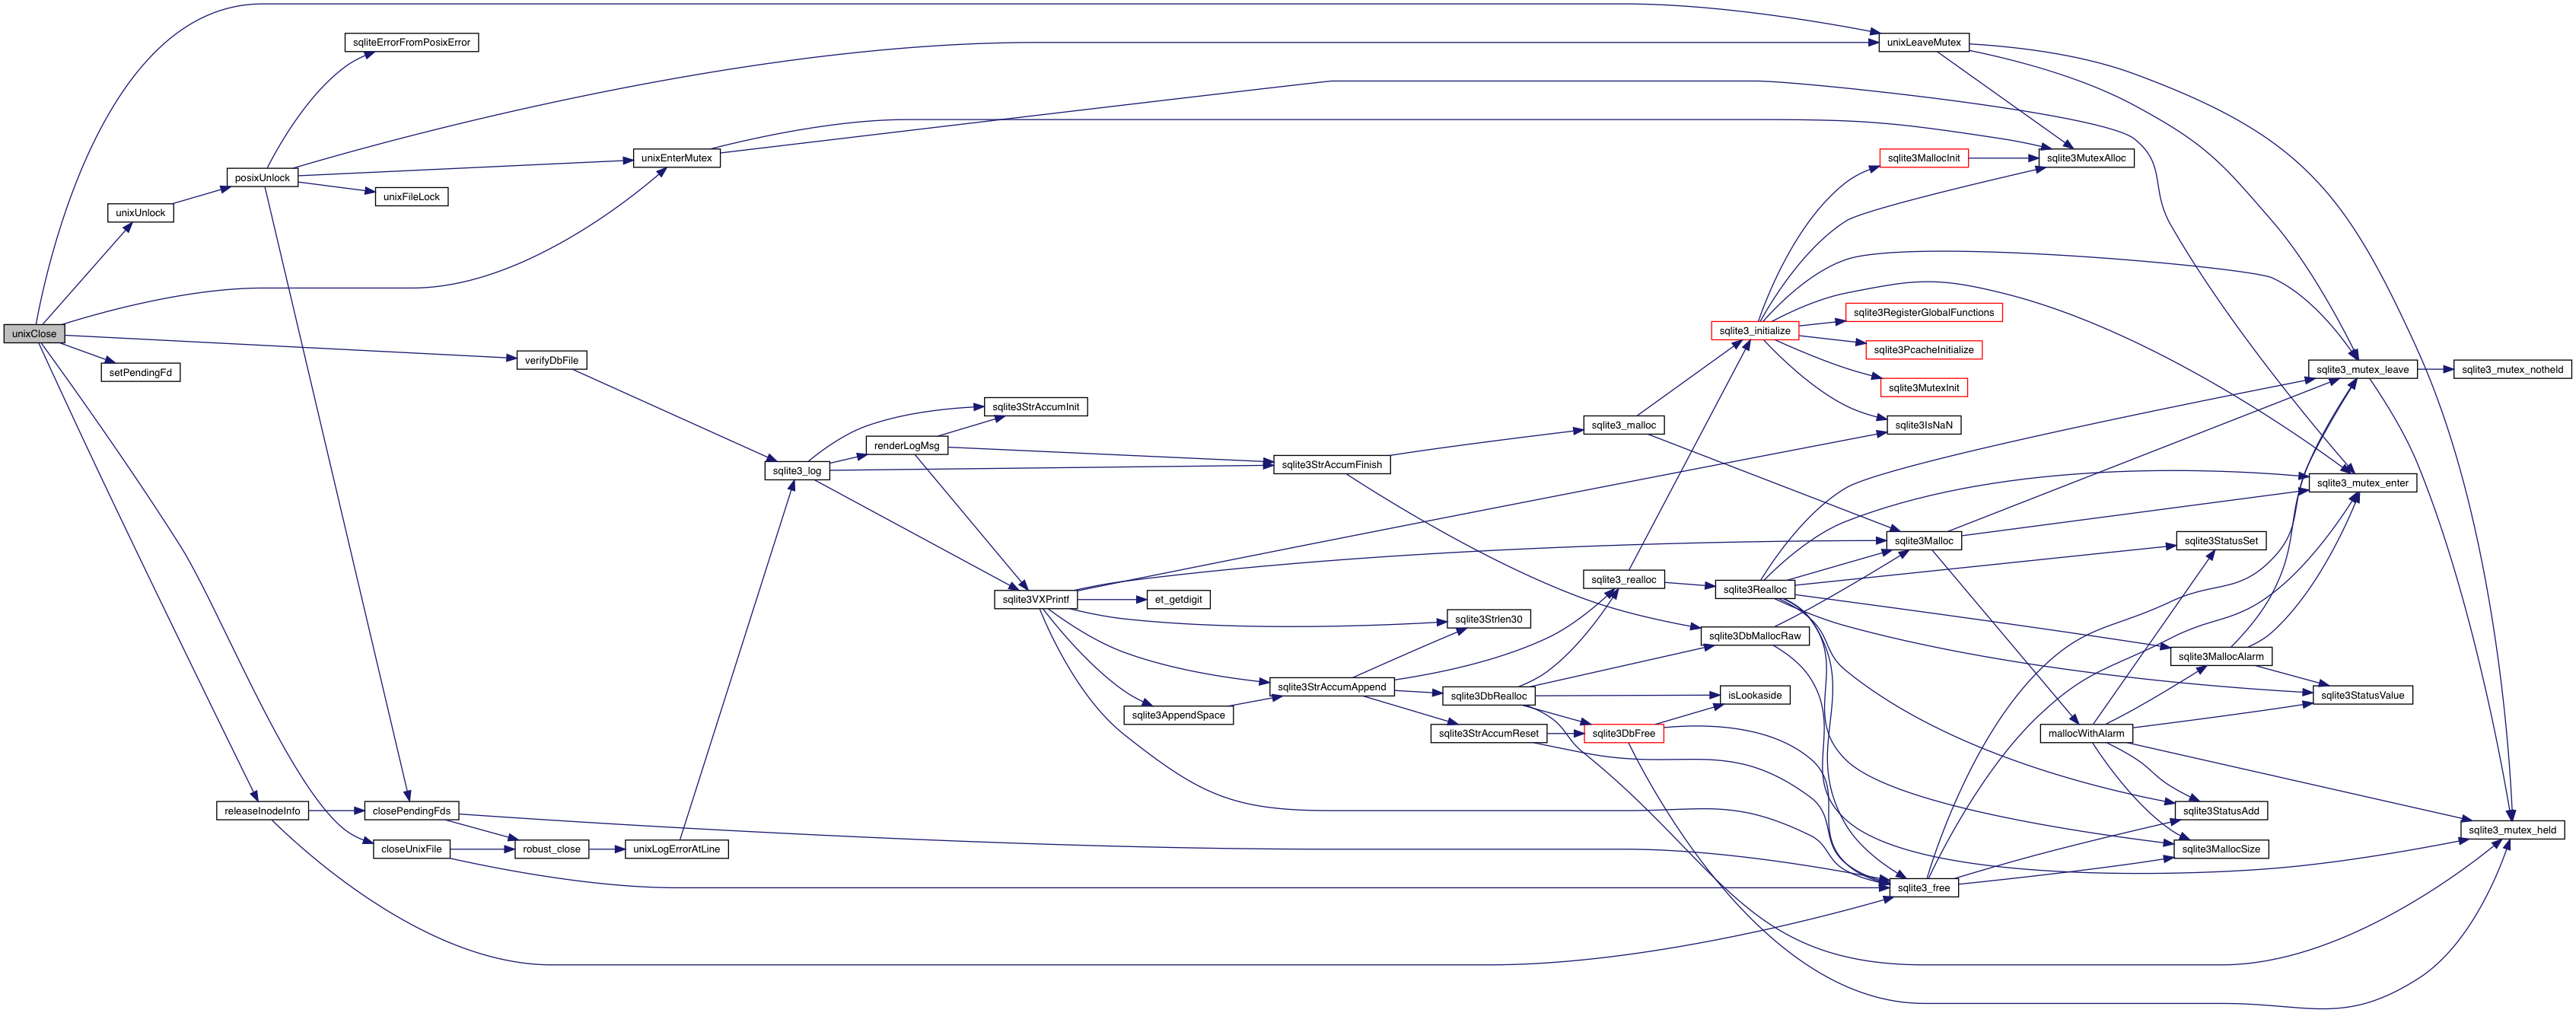 unixClose
unixUnlock
setPendingFd
posixUnlock
releaseInodeInfo
sqliteErrorFromPosixError
unixFileLock
closePendingFds
closeUnixFile
unixEnterMutex
verifyDbFile
robust_close
unixLogErrorAtLine
sqlite3_log
renderLogMsg
sqlite3StrAccumInit
sqlite3VXPrintf
et_getdigit
sqlite3AppendSpace
sqlite3StrAccumFinish
sqlite3StrAccumAppend
sqlite3Strlen30
sqlite3DbRealloc
sqlite3StrAccumReset
sqlite3_malloc
sqlite3_realloc
sqlite3DbFree
sqlite3_initialize
sqlite3Realloc
sqlite3DbMallocRaw
isLookaside
unixLeaveMutex
sqlite3MallocInit
sqlite3RegisterGlobalFunctions
sqlite3PcacheInitialize
sqlite3MutexInit
sqlite3IsNaN
sqlite3Malloc
sqlite3_free
sqlite3MutexAlloc
mallocWithAlarm
sqlite3StatusSet
sqlite3MallocAlarm
sqlite3StatusAdd
sqlite3MallocSize
sqlite3_mutex_leave
sqlite3_mutex_enter
sqlite3StatusValue
sqlite3_mutex_notheld
sqlite3_mutex_held